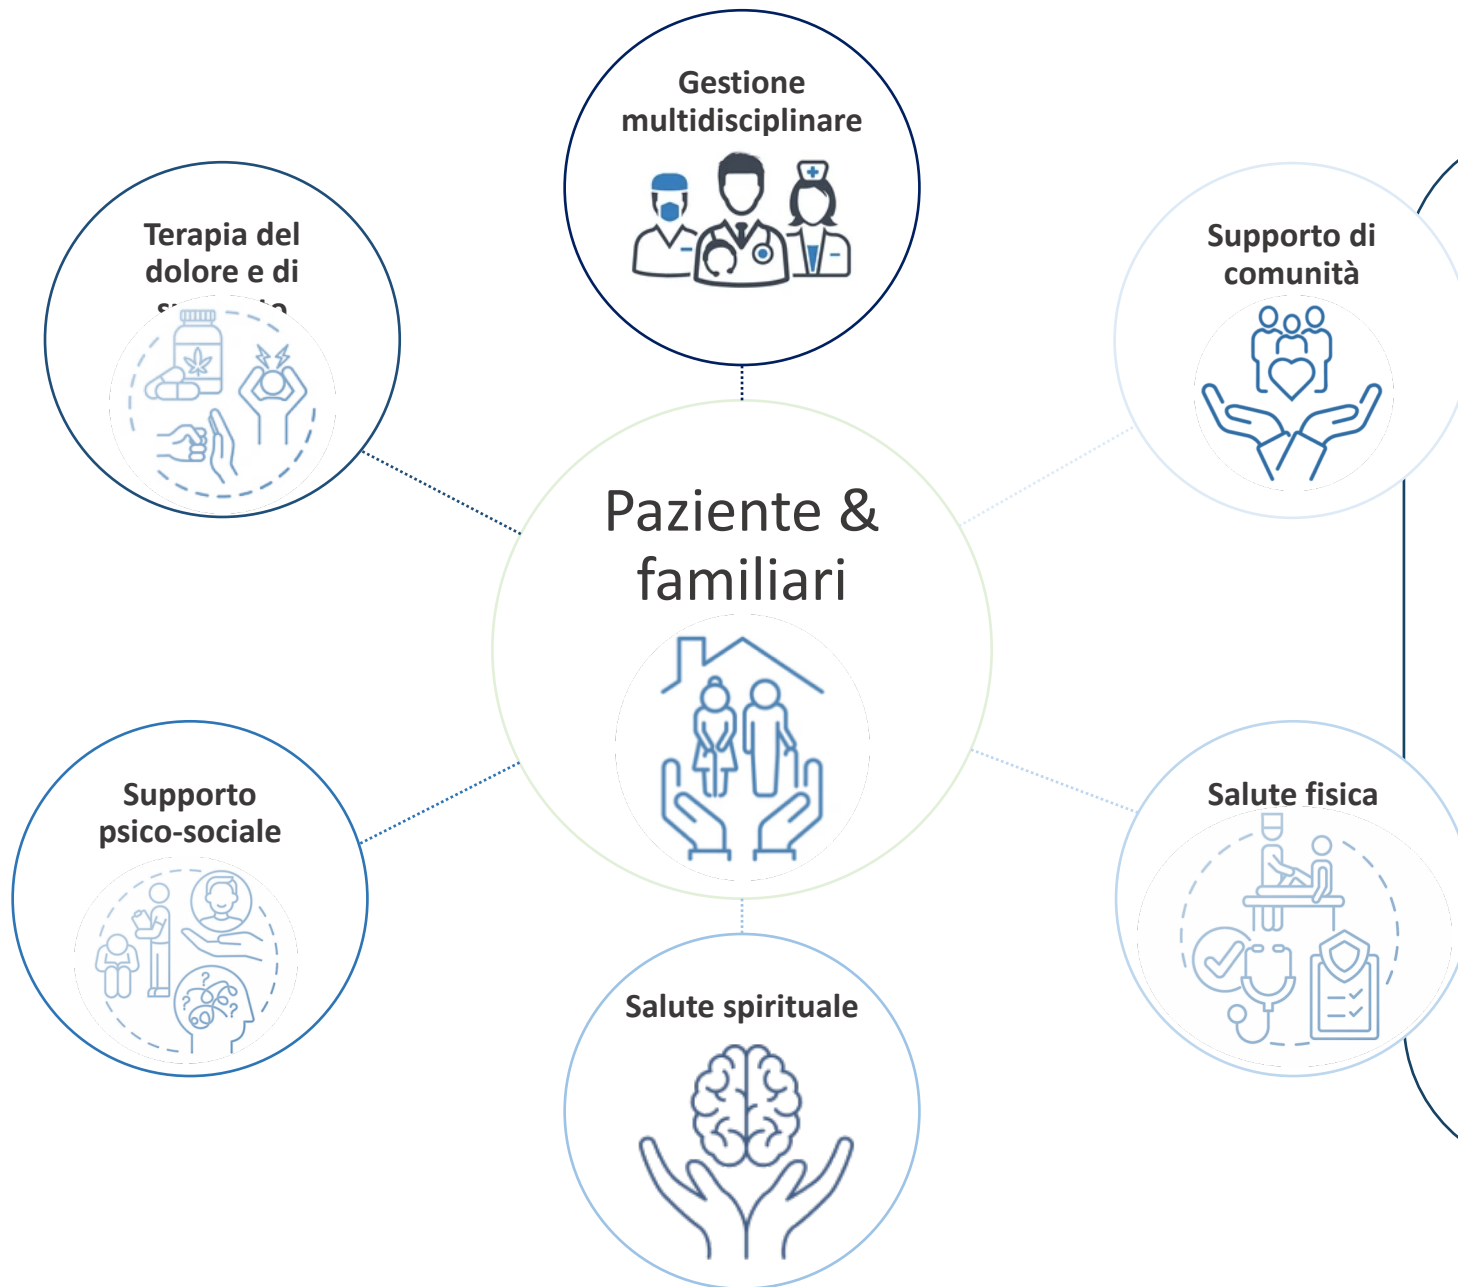 Gestione
multidisciplinare
Terapia del
dolore e di
Supporto di
comunità
Paziente &
familiari
Supporto
psico-sociale
Salute fisica
Salute spirituale